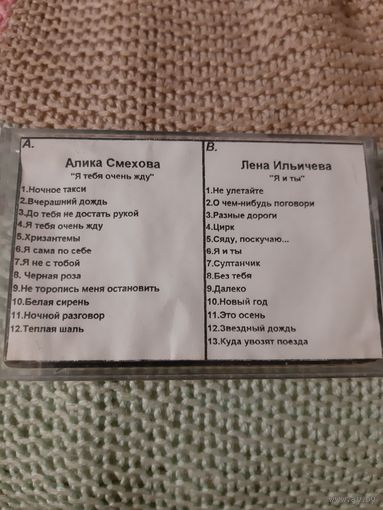 A.
Алика Смехова
"Я тебя очень жду"
1.Ночное такси
2.Вчерашний дождь
3.До тебя не достать рукой
4.Я тебя очень жду
5.Хризантемы
6.Я сама по себе
7.Я не с тобой
8. Черная роза
9.Не торопись меня остановить
10.Белая сирень
11.Ночной разговор
12.Теплая шаль
B.
Лена Ильичева
"Я и ты"
1.Не улетайте
2.О чем-нибудь поговори
3.Разные дороги
4.Цирк
5.Сяду, поскучаю...
6.Я и ты
7.Султанчик
8.Без тебя
9.Далеко
10.Новый год
11.Это осень
12.Звездный дождь
13.Куда увозят поезда